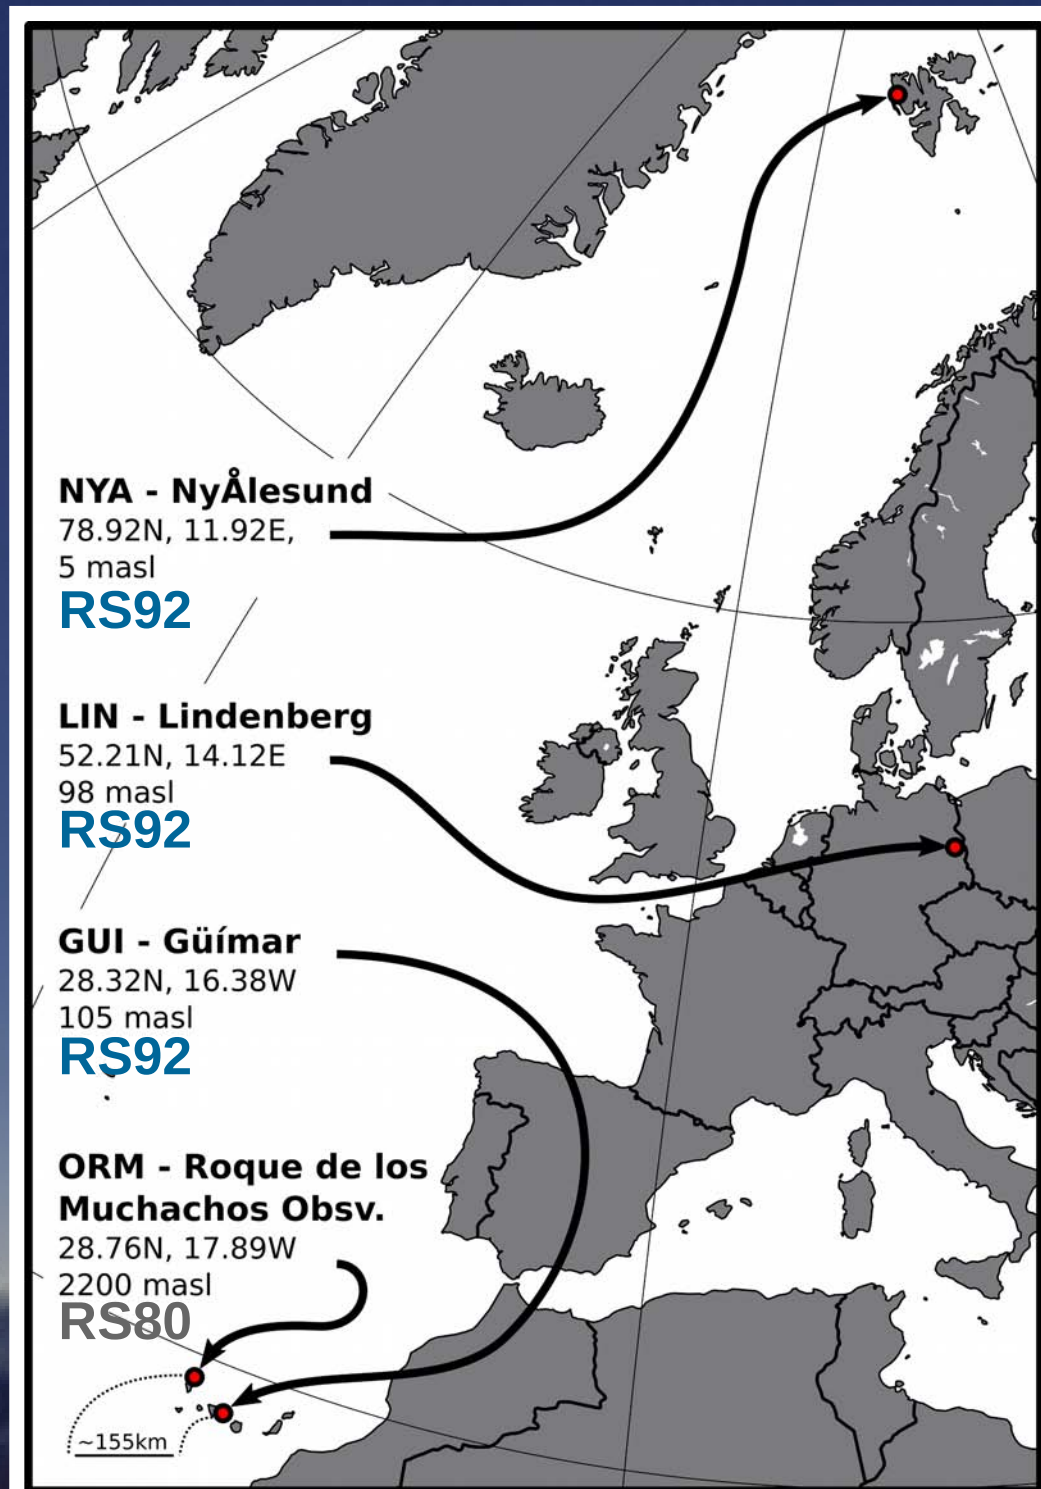 NYA - NyÅlesund
78.92N, 11.92E,
5 masl
RS92
LIN - Lindenberg
52.21N, 14.12E
98 masl
RS92
GUI - Güímar
28.32N, 16.38W
105 masl
RS92
ORM - Roque de los
Muchachos Obsv.
28.76N, 17.89W
2200 masl
RS80
~155km